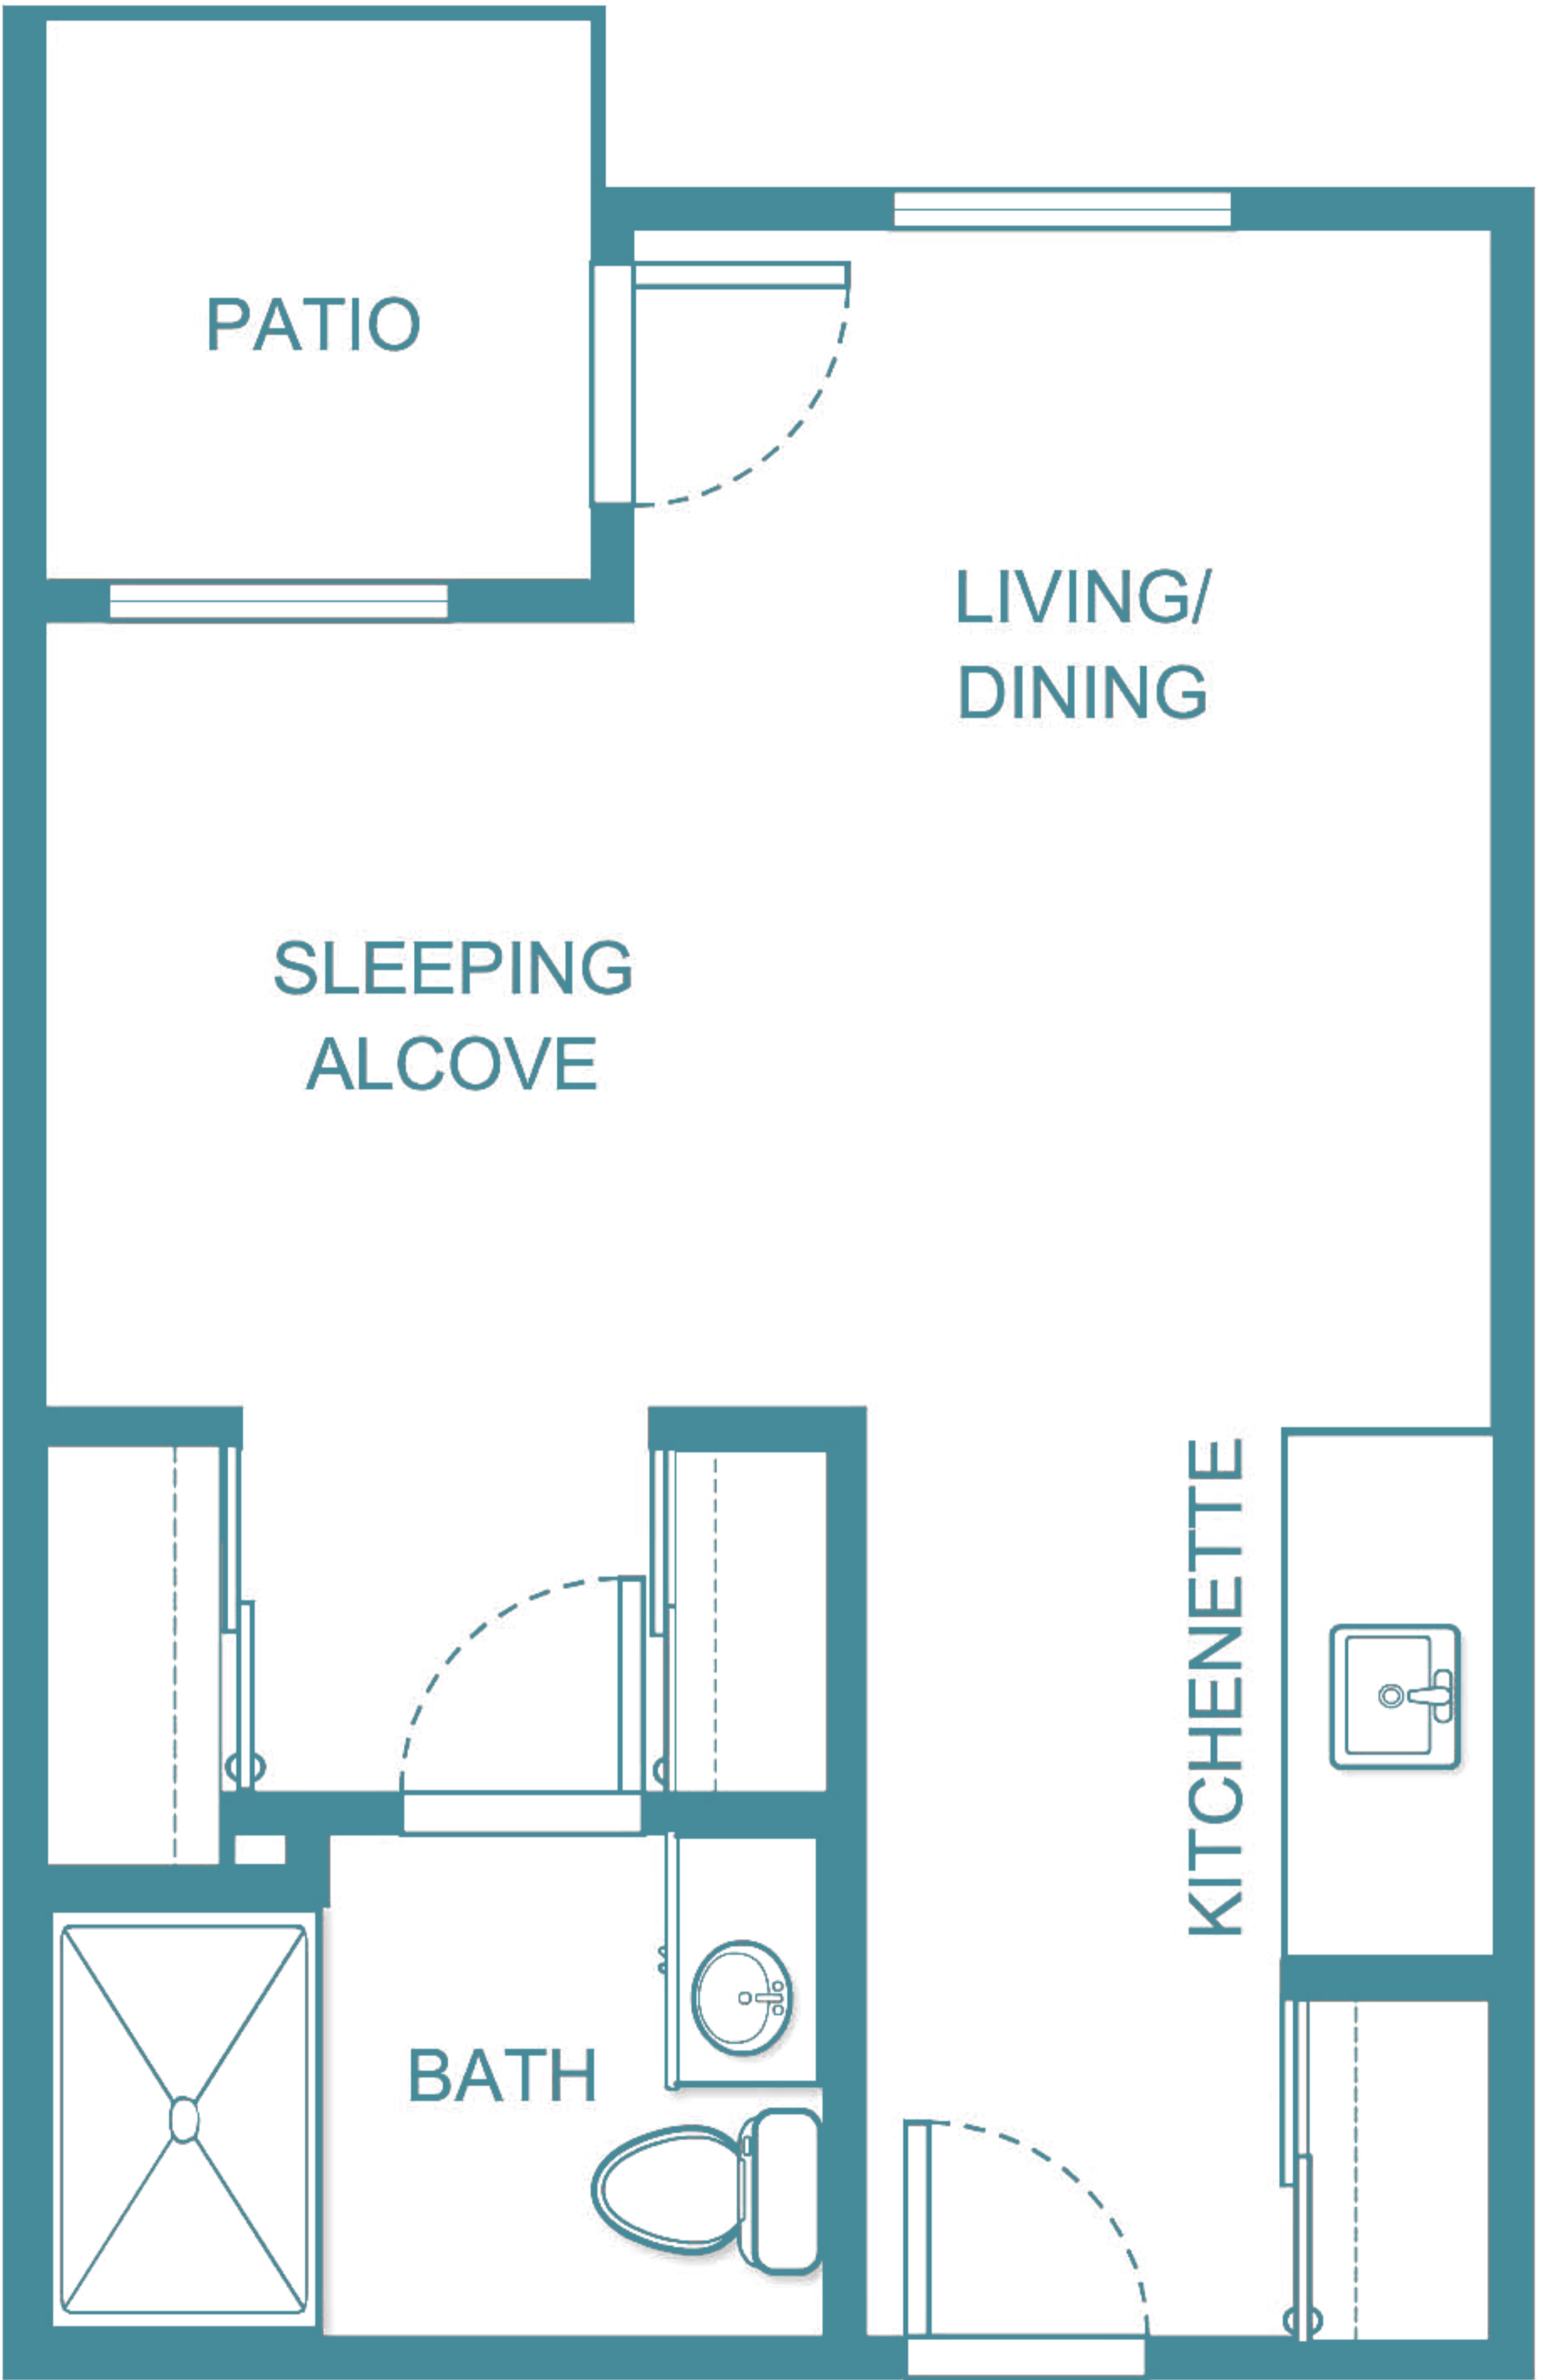 PATIO
LIVING/
DINING
SLEEPING
ALCOVE
KITCHENETTE
BATH